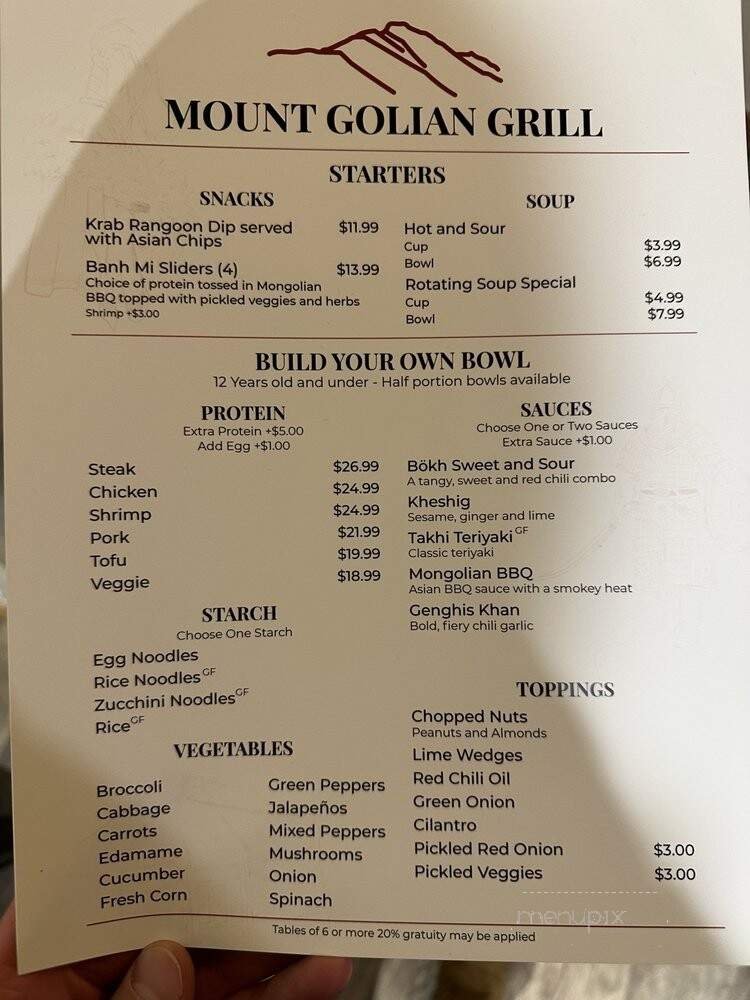 MOUNT GOLIAN GRILL
STARTERS
SNACKS
Krab Rangoon Dip served $11.99
with Asian Chips
Banh Mi Sliders (4) $13.99
Choice of protein tossed in Mongolian
BBQ topped with pickled veggies and herbs
Shrimp +$3.00
SOUP
Hot and Sour
Cup $3.99
Bowl $6.99
Rotating Soup Special
Cup $4.99
Bowl $7.99
BUILD YOUR OWN BOWL
12 Years old and under - Half portion bowls available
PROTEIN
Extra Protein +$5.00
Add Egg +$1.00
Steak $26.99
Chicken $24.99
Shrimp $24.99
Pork $21.99
Tofu $19.99
Veggie $18.99
STARCH
Choose One Starch
Egg Noodles
Rice Noodles GF
Zucchini Noodles GF
Rice GF
VEGETABLES
Broccoli
Cabbage
Carrots
Edamame
Cucumber
Fresh Corn
Green Peppers
Jalapeños
Mixed Peppers
Mushrooms
Onion
Spinach
SAUCES
Choose One or Two Sauces
Extra Sauce +$1.00
Bökh Sweet and Sour
A tangy, sweet and red chili combo
Kheshig
Sesame, ginger and lime
Takhi Teriyaki GF
Classic teriyaki
Mongolian BBQ
Asian BBQ sauce with a smokey heat
Genghis Khan
Bold, fiery chili garlic
TOPPINGS
Chopped Nuts
Peanuts and Almonds
Lime Wedges
Red Chili Oil
Green Onion
Cilantro
Pickled Red Onion $3.00
Pickled Veggies $3.00
menupix
Tables of 6 or more 20% gratuity may be applied